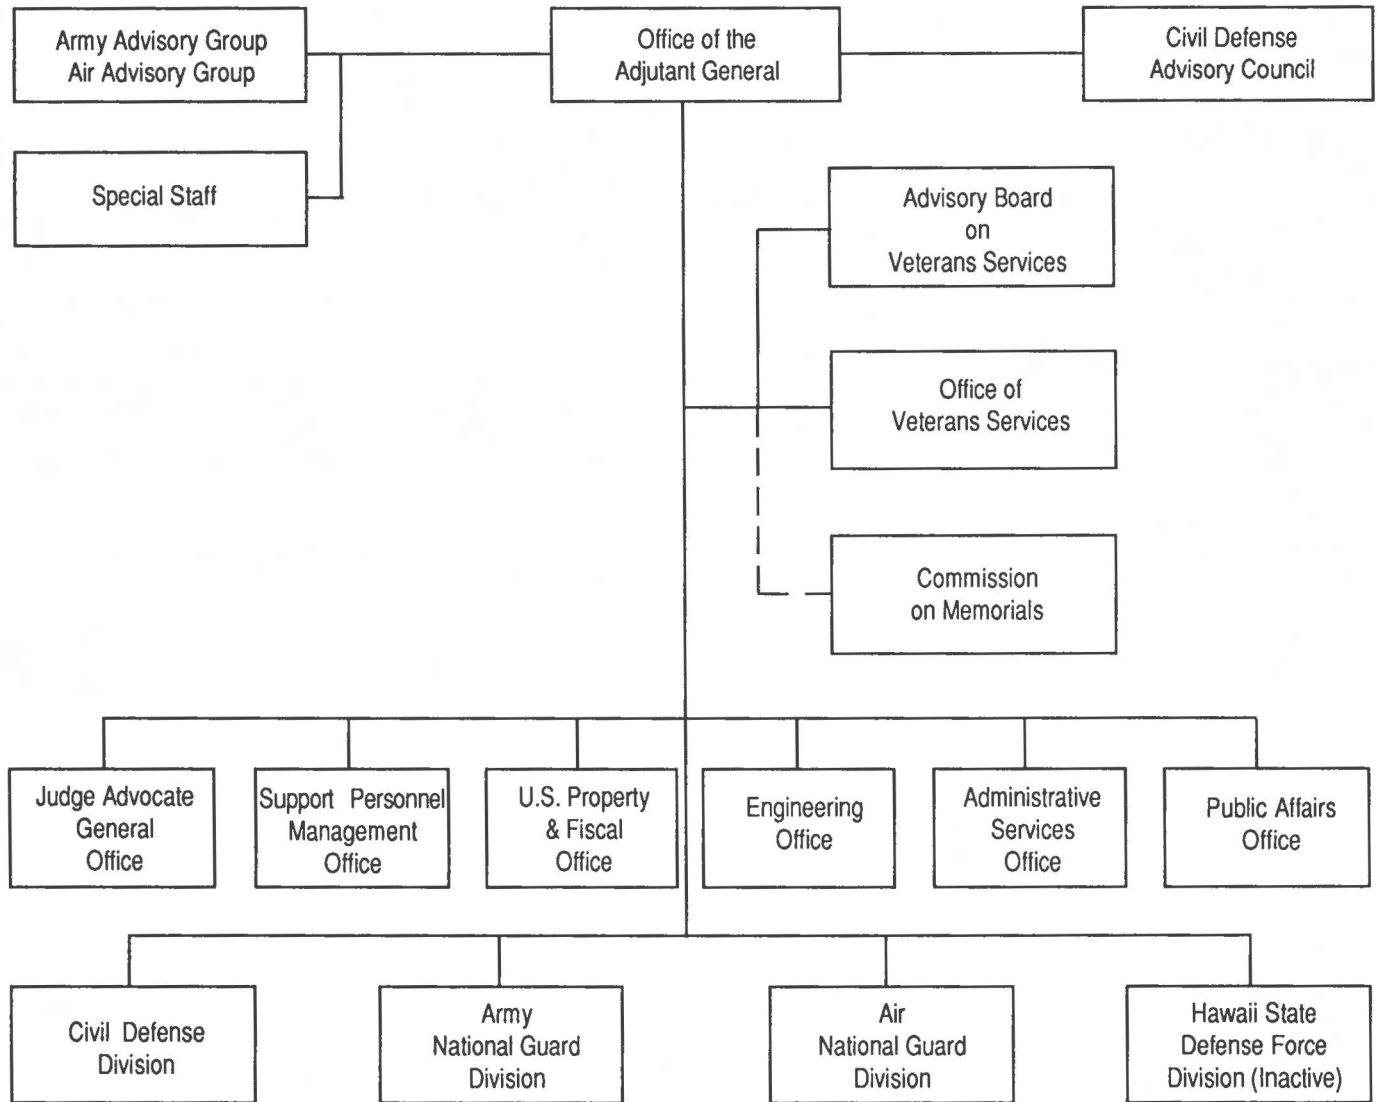 Army Advisory Group
Air Advisory Group
Office of the
Adjutant General
Civil Defense
Advisory Council
Special Staff
Advisory Board
on
Veterans Services
Office of
Veterans Services
Commission
on Memorials
Judge Advocate
General
Office
Support Personnel
Management
Office
U.S. Property
& Fiscal
Office
Engineering
Office
Administrative
Services
Office
Public Affairs
Office
Civil Defense
Division
Army
National Guard
Division
Air
National Guard
Division
Hawaii State
Defense Force
Division (Inactive)